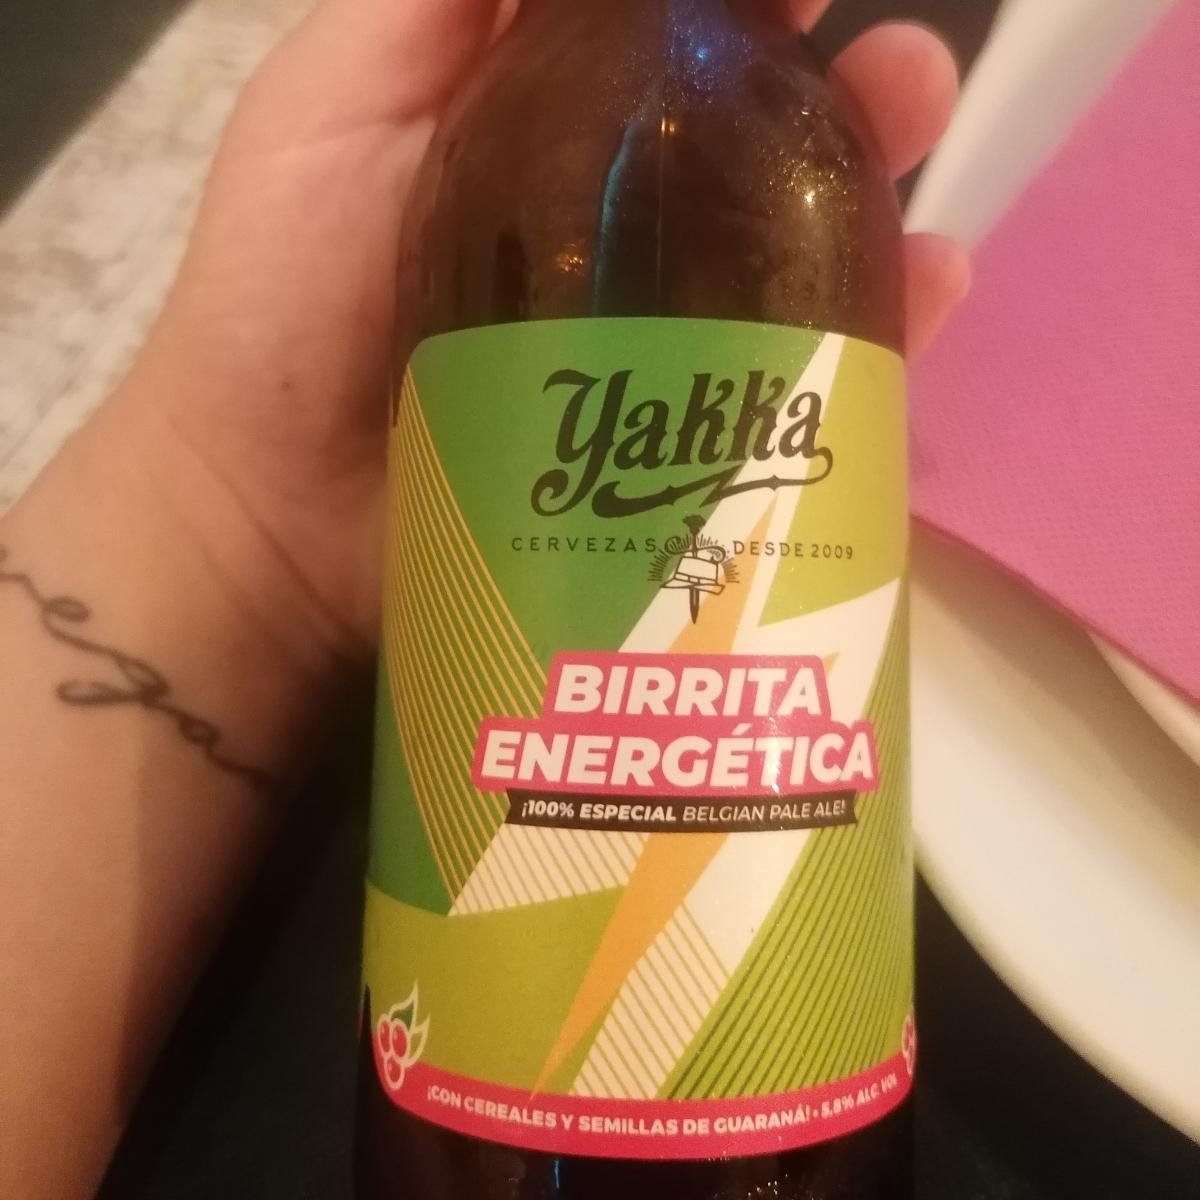 Yakka
CERVEZAS DESDE 2009
BIRRITA
ENERGÉTICA
¡100% ESPECIAL BELGIAN PALE ALE!
¡CON CEREALES Y SEMILLAS DE GUARANÁ! • 5,8% ALC. VOL